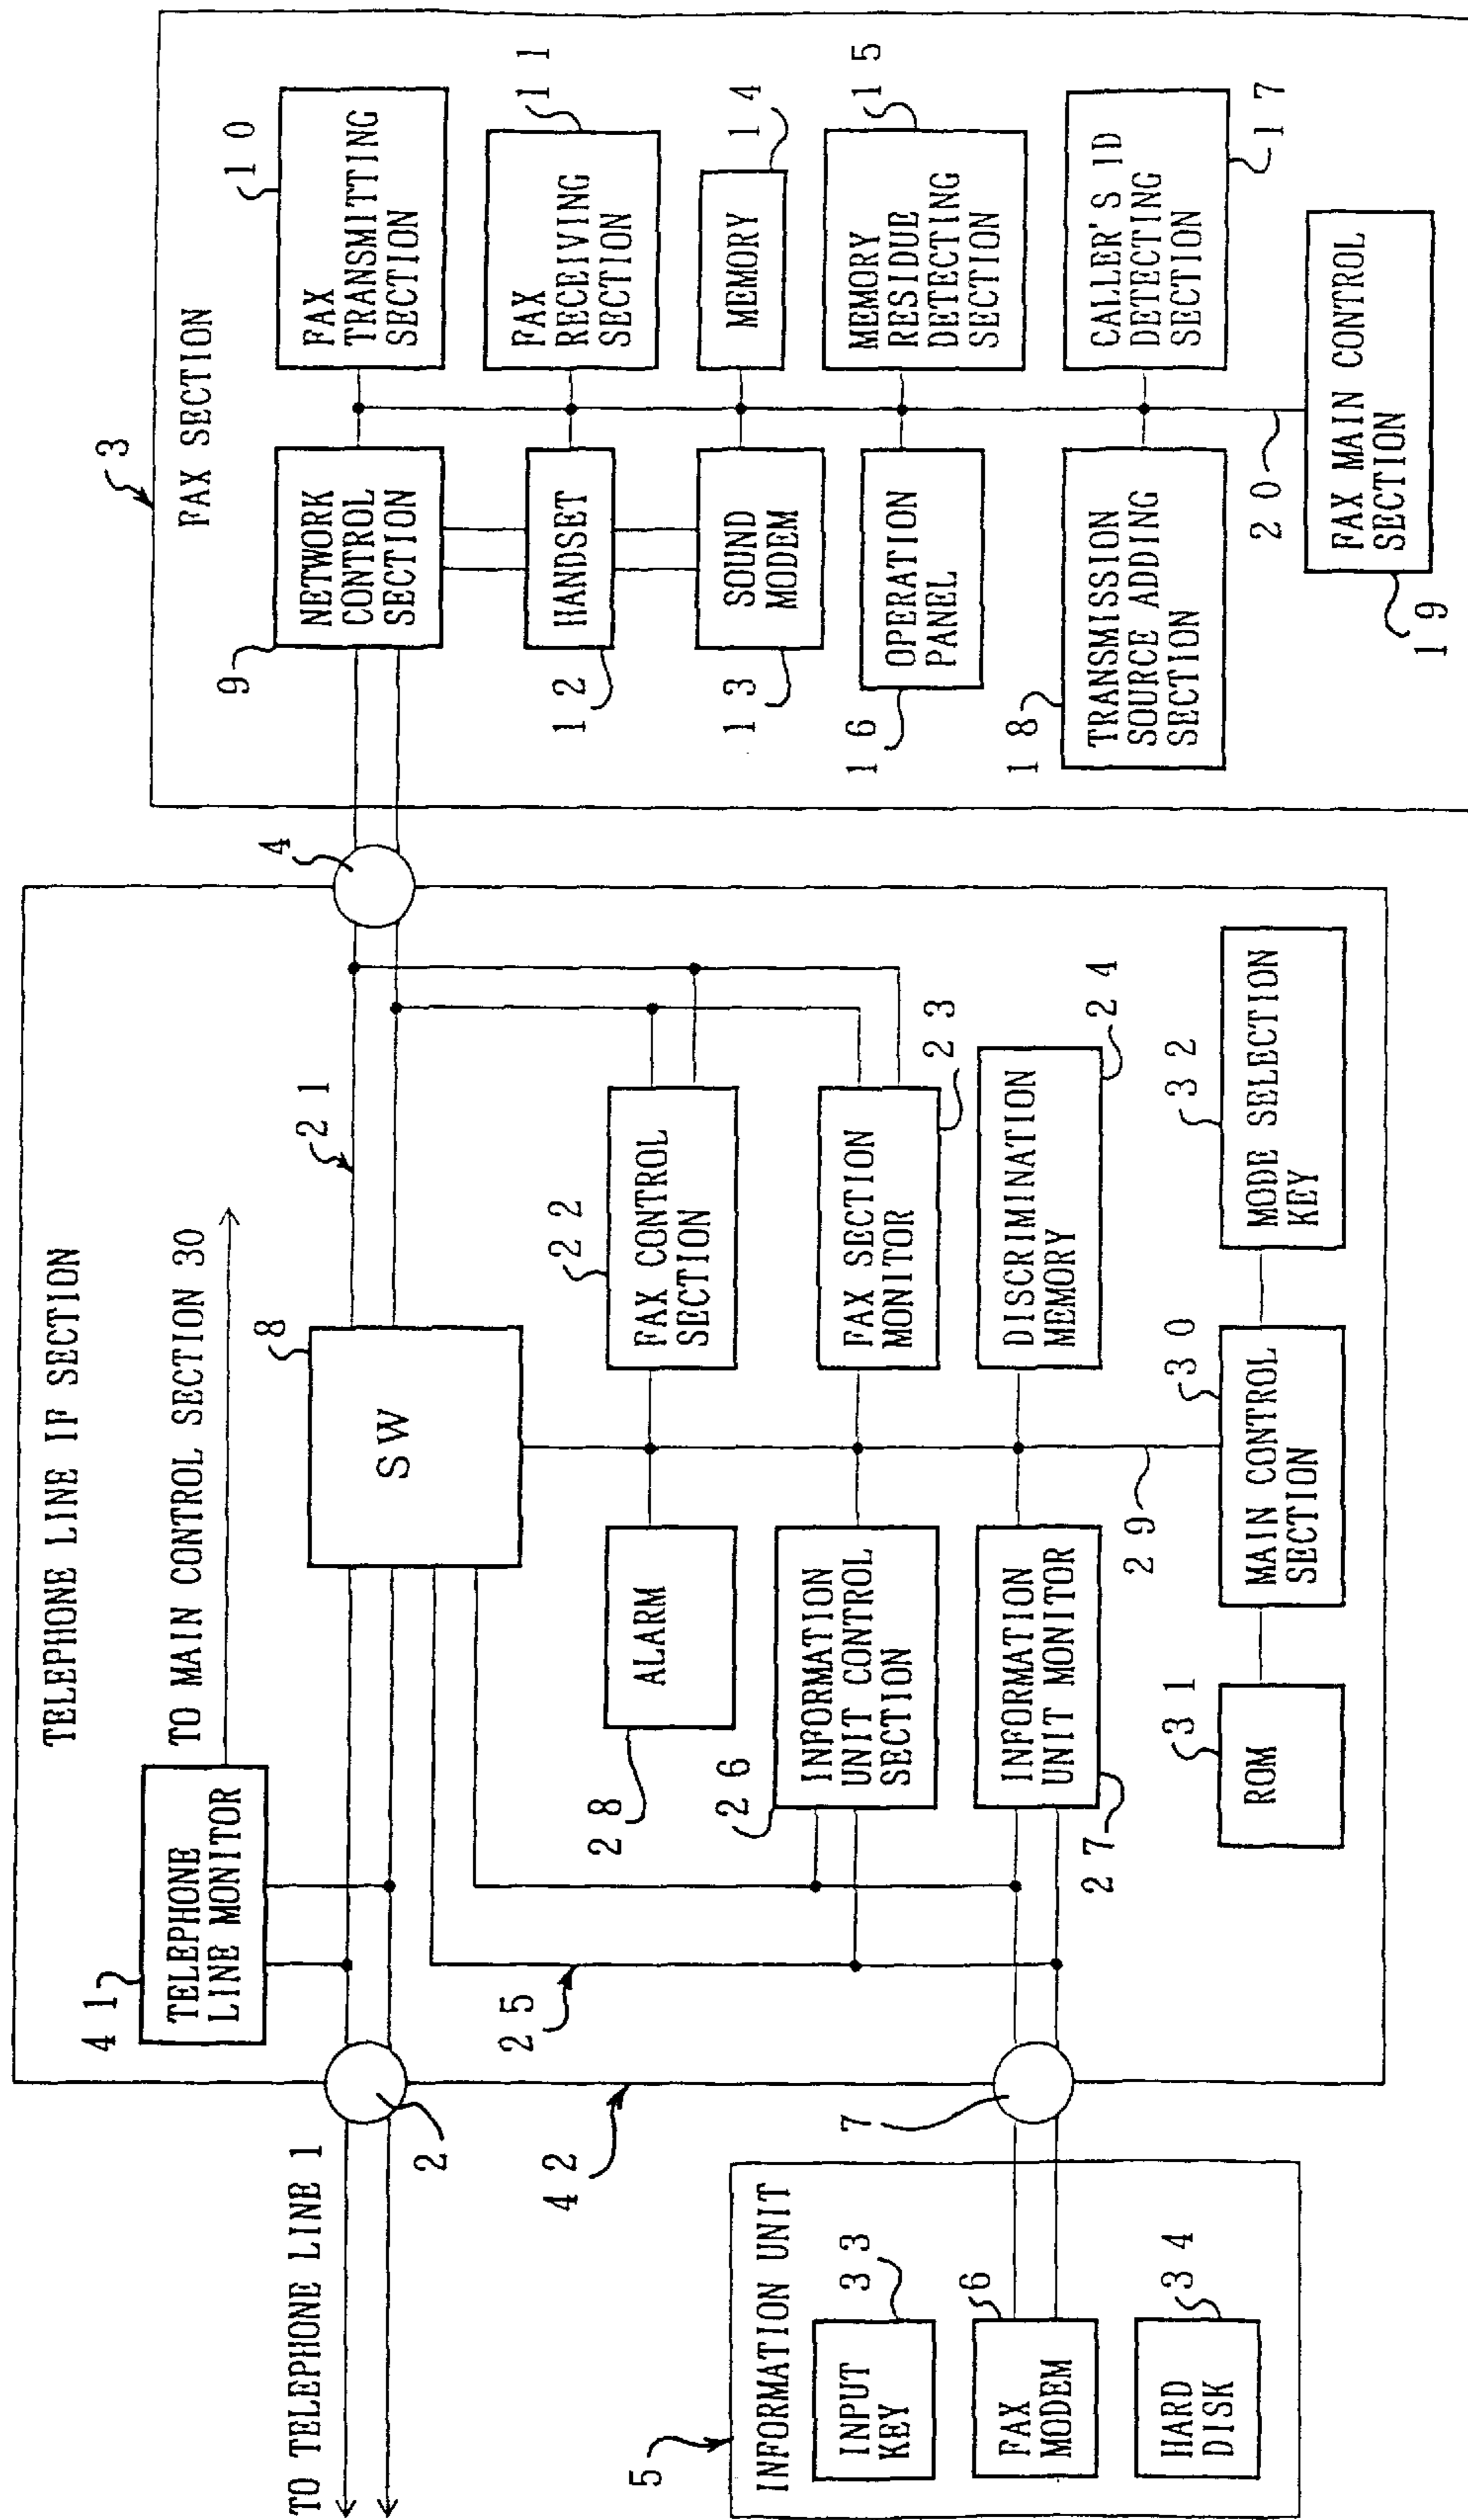 TO TELEPHONE LINE 1
2
42
7
5
INFORMATION UNIT
INPUT
KEY
33
FAX
MODEM
6
HARD
DISK
34
TELEPHONE LINE IF SECTION
41
TELEPHONE
LINE MONITOR
TO MAIN CONTROL SECTION 30
SW
8
21
25
ALARM
28
FAX CONTROL
SECTION
22
INFORMATION
UNIT CONTROL
SECTION
26
FAX SECTION
MONITOR
23
INFORMATION
UNIT MONITOR
27
DISCRIMINATION
MEMORY
24
29
ROM
31
MAIN CONTROL
SECTION
30
MODE SELECTION
KEY
32
4
3
FAX SECTION
NETWORK
CONTROL
SECTION
9
FAX
TRANSMITTING
SECTION
10
HANDSET
12
FAX
RECEIVING
SECTION
11
SOUND
MODEM
13
MEMORY
14
OPERATION
PANEL
16
MEMORY
RESIDUE
DETECTING
SECTION
15
TRANSMISSION
SOURCE ADDING
SECTION
18
CALLER'S ID
DETECTING
SECTION
17
20
FAX MAIN CONTROL
SECTION
19